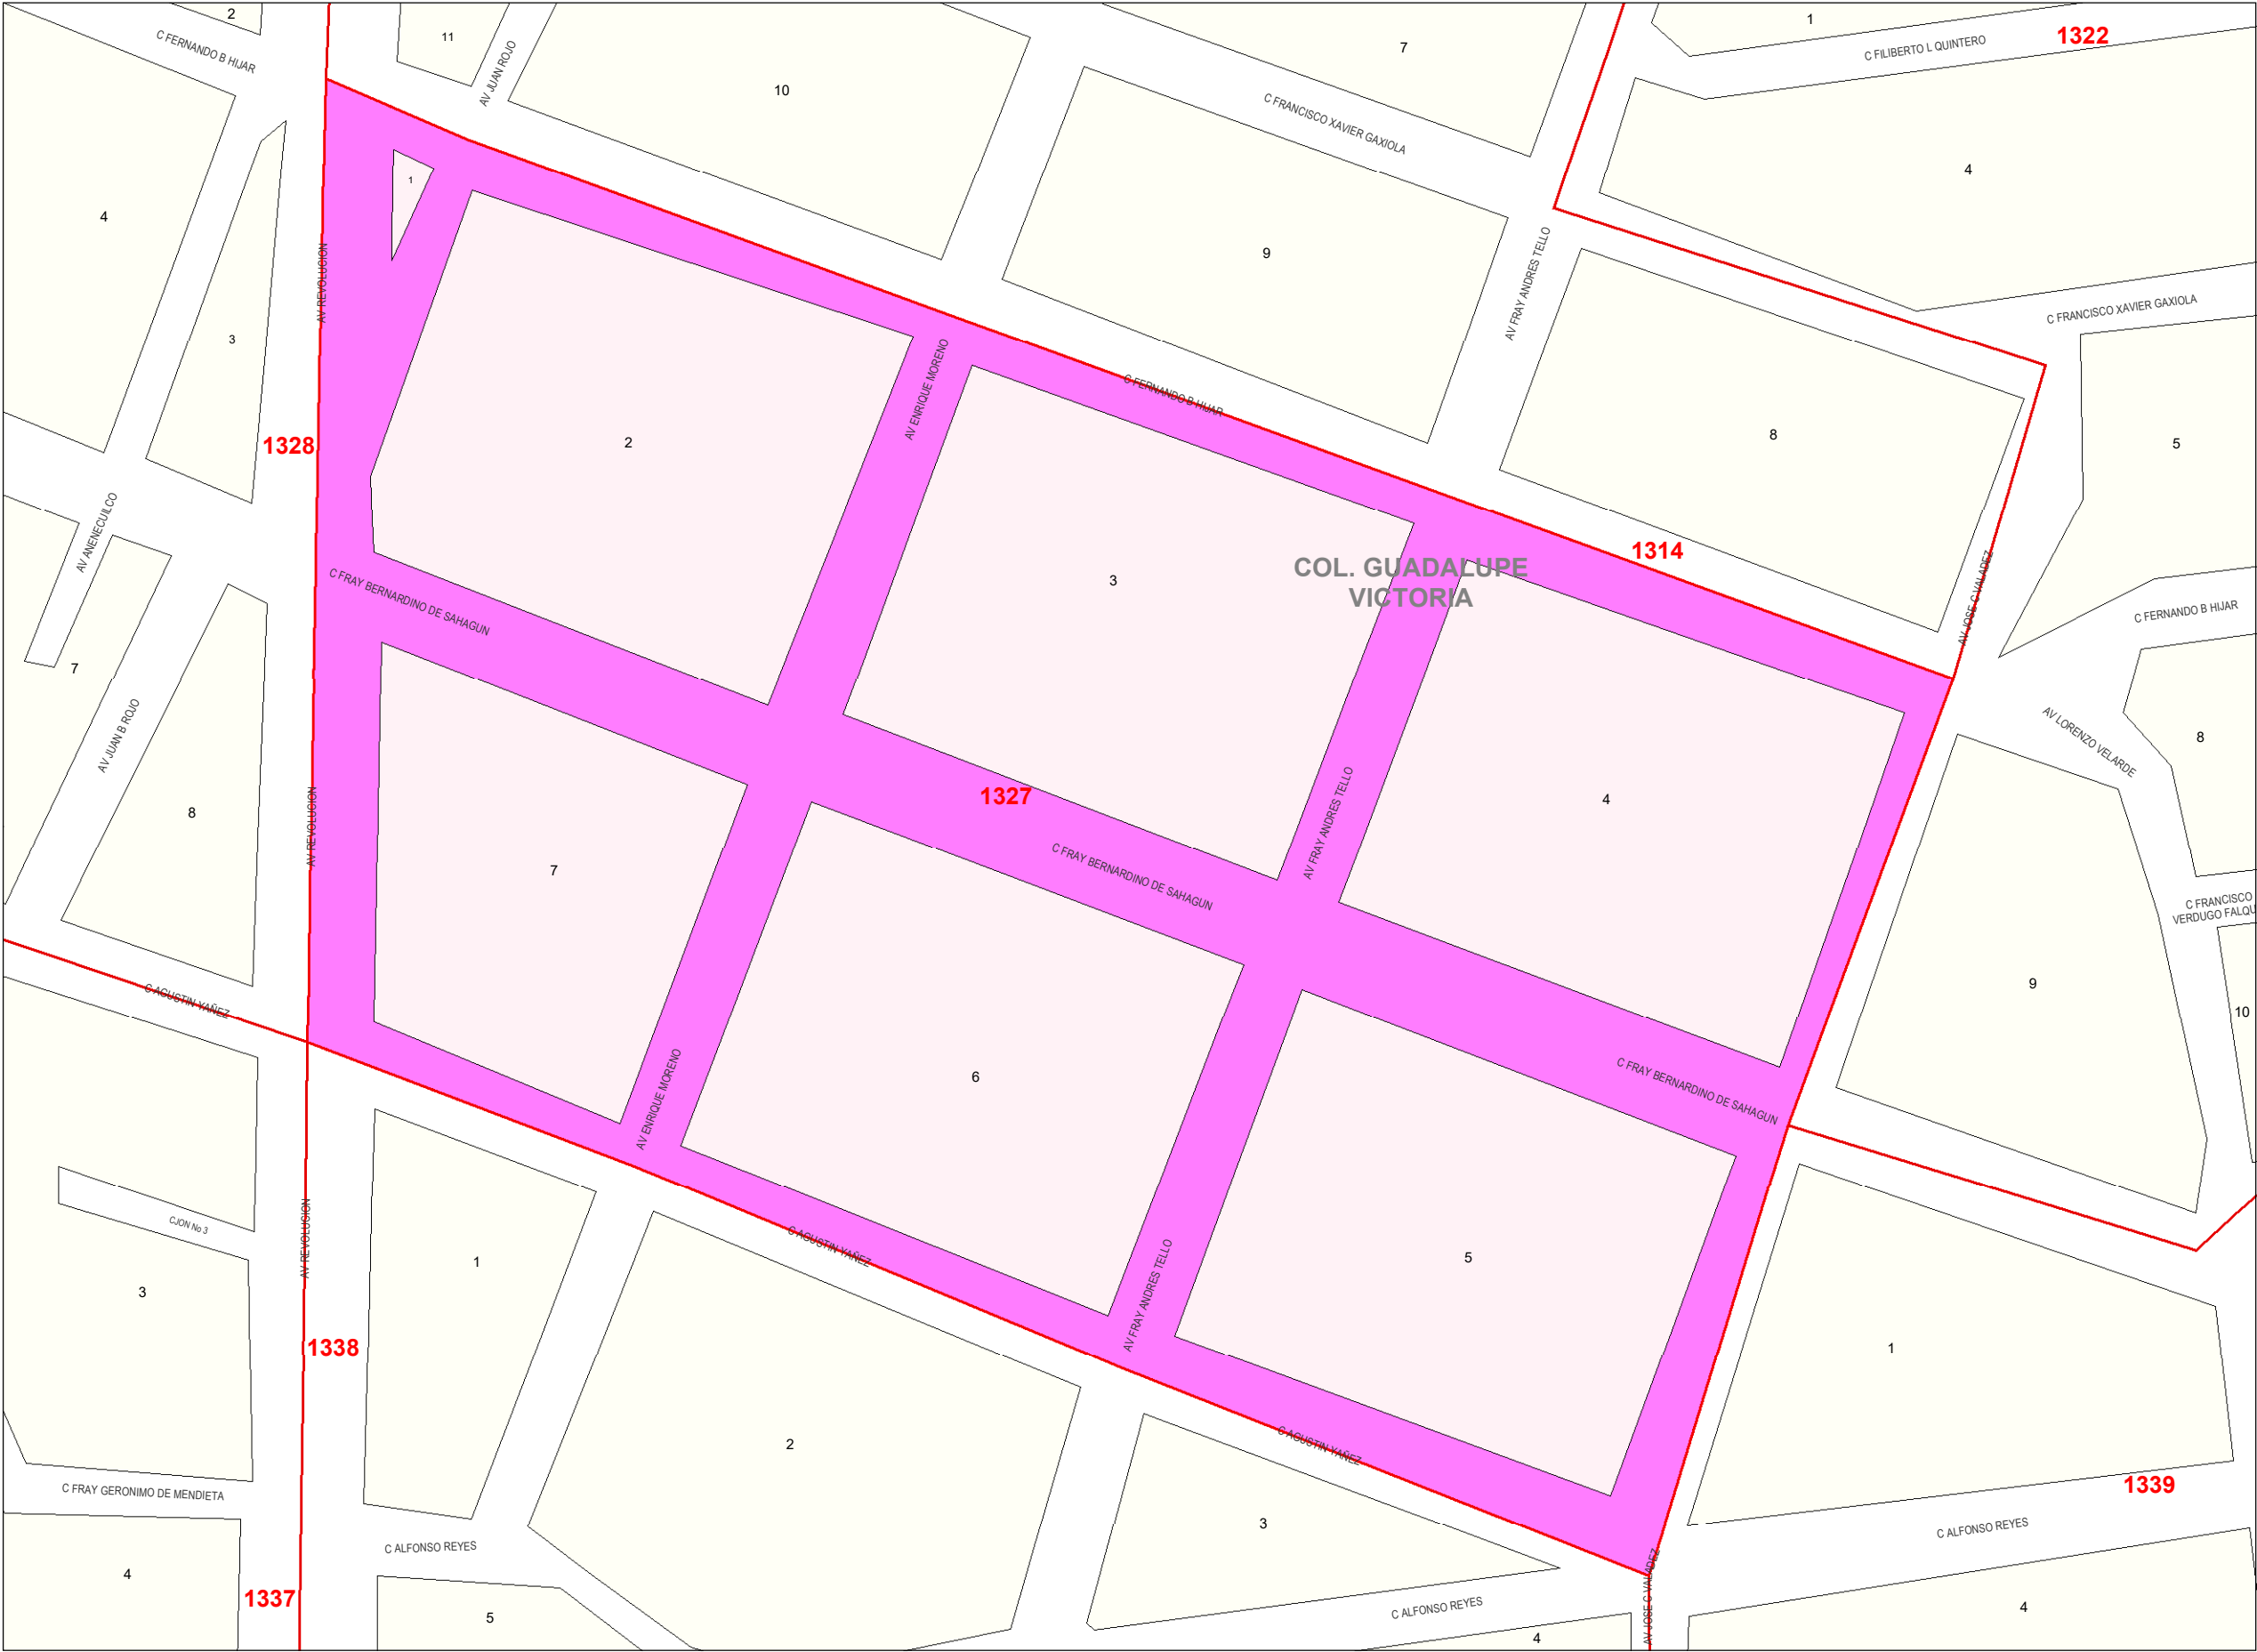 2
11
7
1
1322
C FERNANDO B HIJAR
AV JUAN ROJO
C FILIBERTO L QUINTERO
10
C FRANCISCO XAVIER GAXIOLA
4
1
4
9
AV REVOLUCION
AV FRAY ANDRES TELLO
C FRANCISCO XAVIER GAXIOLA
3
AV ENRIQUE MORENO
C FERNANDO B HIJAR
1328
2
8
5
AV ANENECUILCO
1314
COL. GUADALUPE
VICTORIA
3
C FRAY BERNARDINO DE SAHAGUN
AV JOSE C VALADEZ
C FERNANDO B HIJAR
7
AV JUAN B ROJO
AV LORENZO VELARDE
8
1327
4
8
AV REVOLUCION
AV FRAY ANDRES TELLO
7
C FRAY BERNARDINO DE SAHAGUN
C FRANCISCO
VERDUGO FALQU
C AGUSTIN YAÑEZ
9
10
6
AV ENRIQUE MORENO
C FRAY BERNARDINO DE SAHAGUN
CJON No 3
AV REVOLUCION
1
C AGUSTIN YAÑEZ
5
3
AV FRAY ANDRES TELLO
1338
1
2
C AGUSTIN YAÑEZ
C FRAY GERONIMO DE MENDIETA
1339
3
C ALFONSO REYES
C ALFONSO REYES
4
1337
AV JOSE C VALADEZ
5
C ALFONSO REYES
4
4